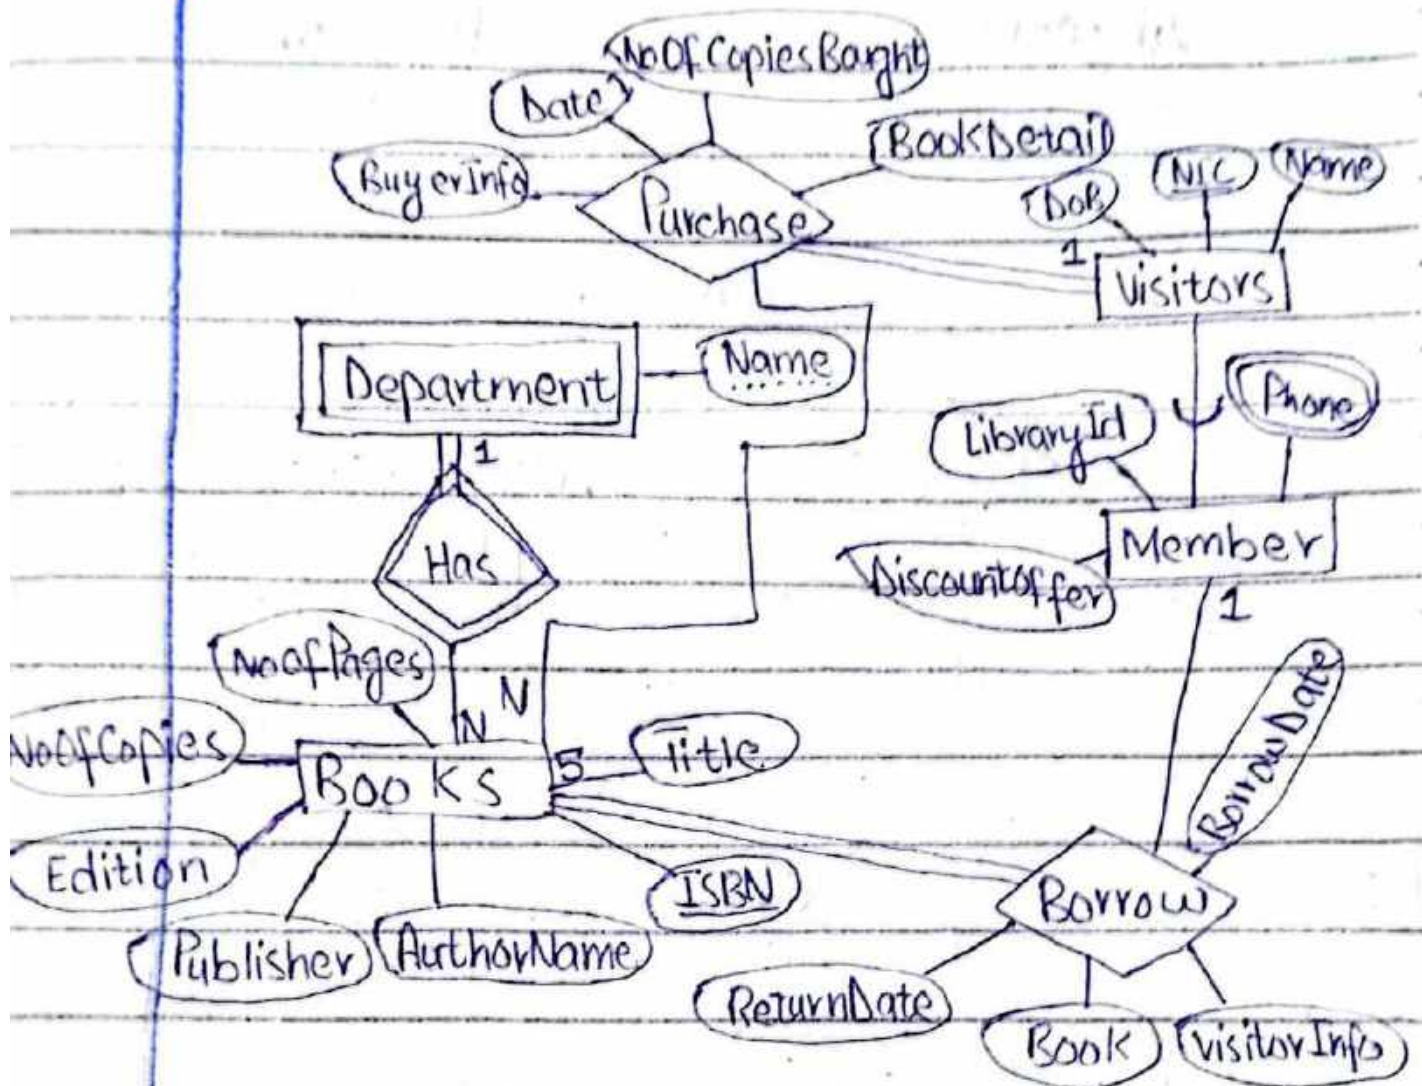 NoOfCopiesBought
Date
BookDetail
BuyerInfo
Purchase
DoB
NIC
Name
1
Visitors
Department
Name
1
LibraryId
Phone
Has
Member
Discountoffer
1
NoOfPages
N
N
BorrowDate
NoOfCopies
Books
5
Title
Edition
ISBN
Borrow
Publisher
AuthorName
ReturnDate
Book
visitorInfo